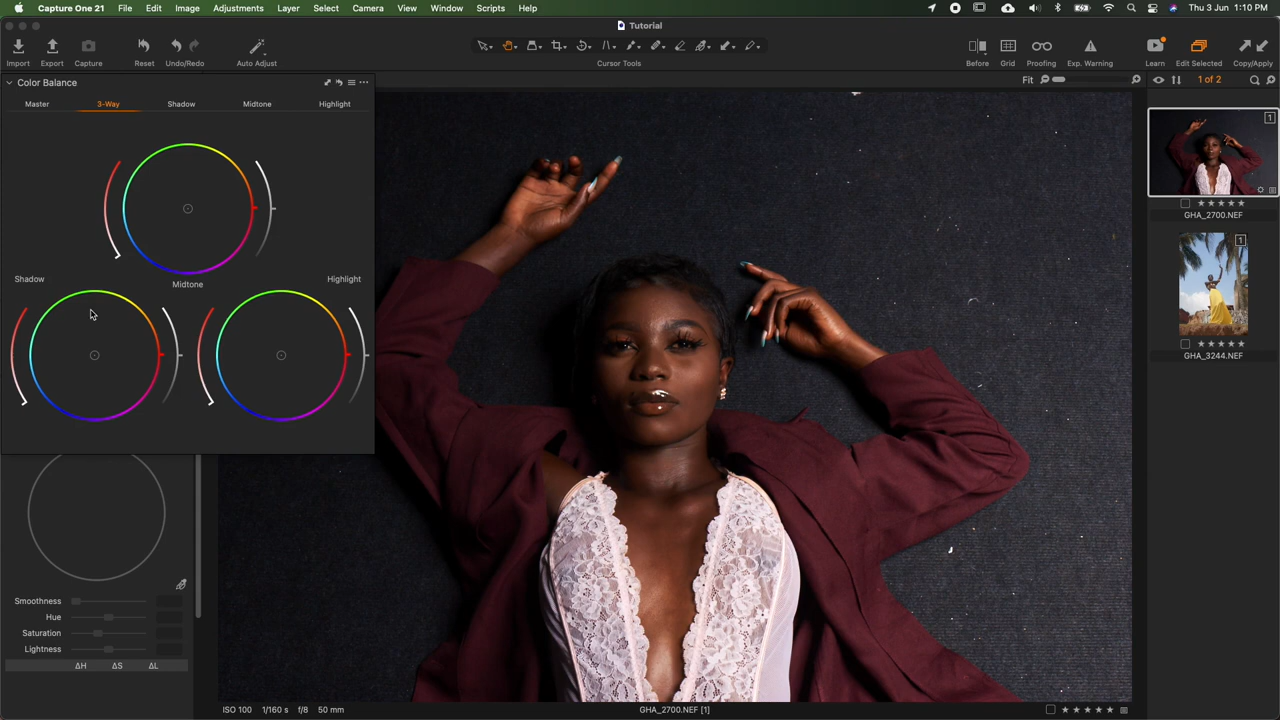 Capture One 21 File Edit Image Adjustments Layer Select Camera View Window Scripts Help Thu 3 Jun 1:10 PM
Tutorial
Import Export Capture Reset Undo/Redo Auto Adjust Cursor Tools Before Grid Proofing Exp. Warning Learn Edit Selected Copy/Apply
Color Balance
Fit
1 of 2
Master 3-Way Shadow Midtone Highlight
Shadow Midtone Highlight
1
GHA_2700.NEF
1
GHA_3244.NEF
Smoothness
Hue
Saturation
Lightness
ΔH ΔS ΔL
ISO 100 1/160 s f/8 50 mm GHA_2700.NEF [1]